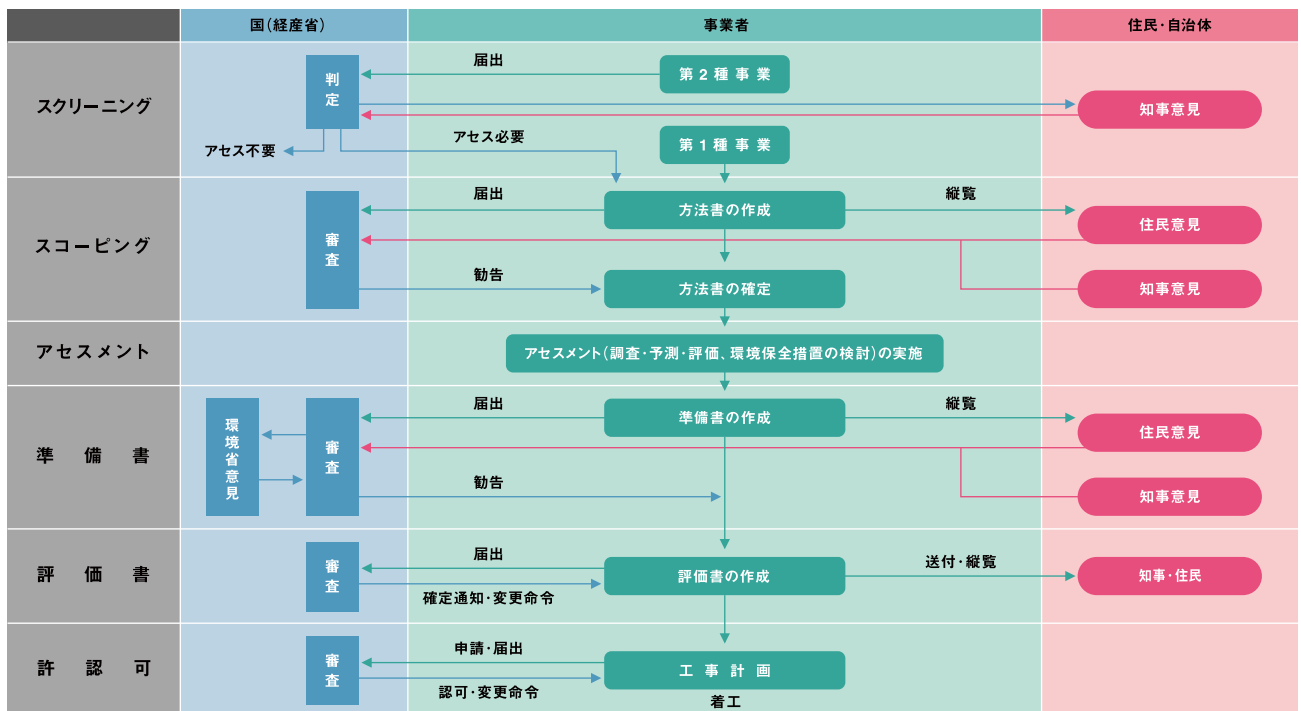 国(経産省)
事業者
住民・自治体
スクリーニング
判定
届出
第2種事業
知事意見
アセス不要
アセス必要
第1種事業
スコーピング
審査
届出
方法書の作成
縦覧
住民意見
勧告
方法書の確定
知事意見
アセスメント
アセスメント(調査・予測・評価、環境保全措置の検討)の実施
準備書
環境省意見
審査
届出
準備書の作成
縦覧
住民意見
勧告
知事意見
評価書
審査
届出
評価書の作成
送付・縦覧
知事・住民
確定通知・変更命令
許認可
審査
申請・届出
工事計画
認可・変更命令
着工